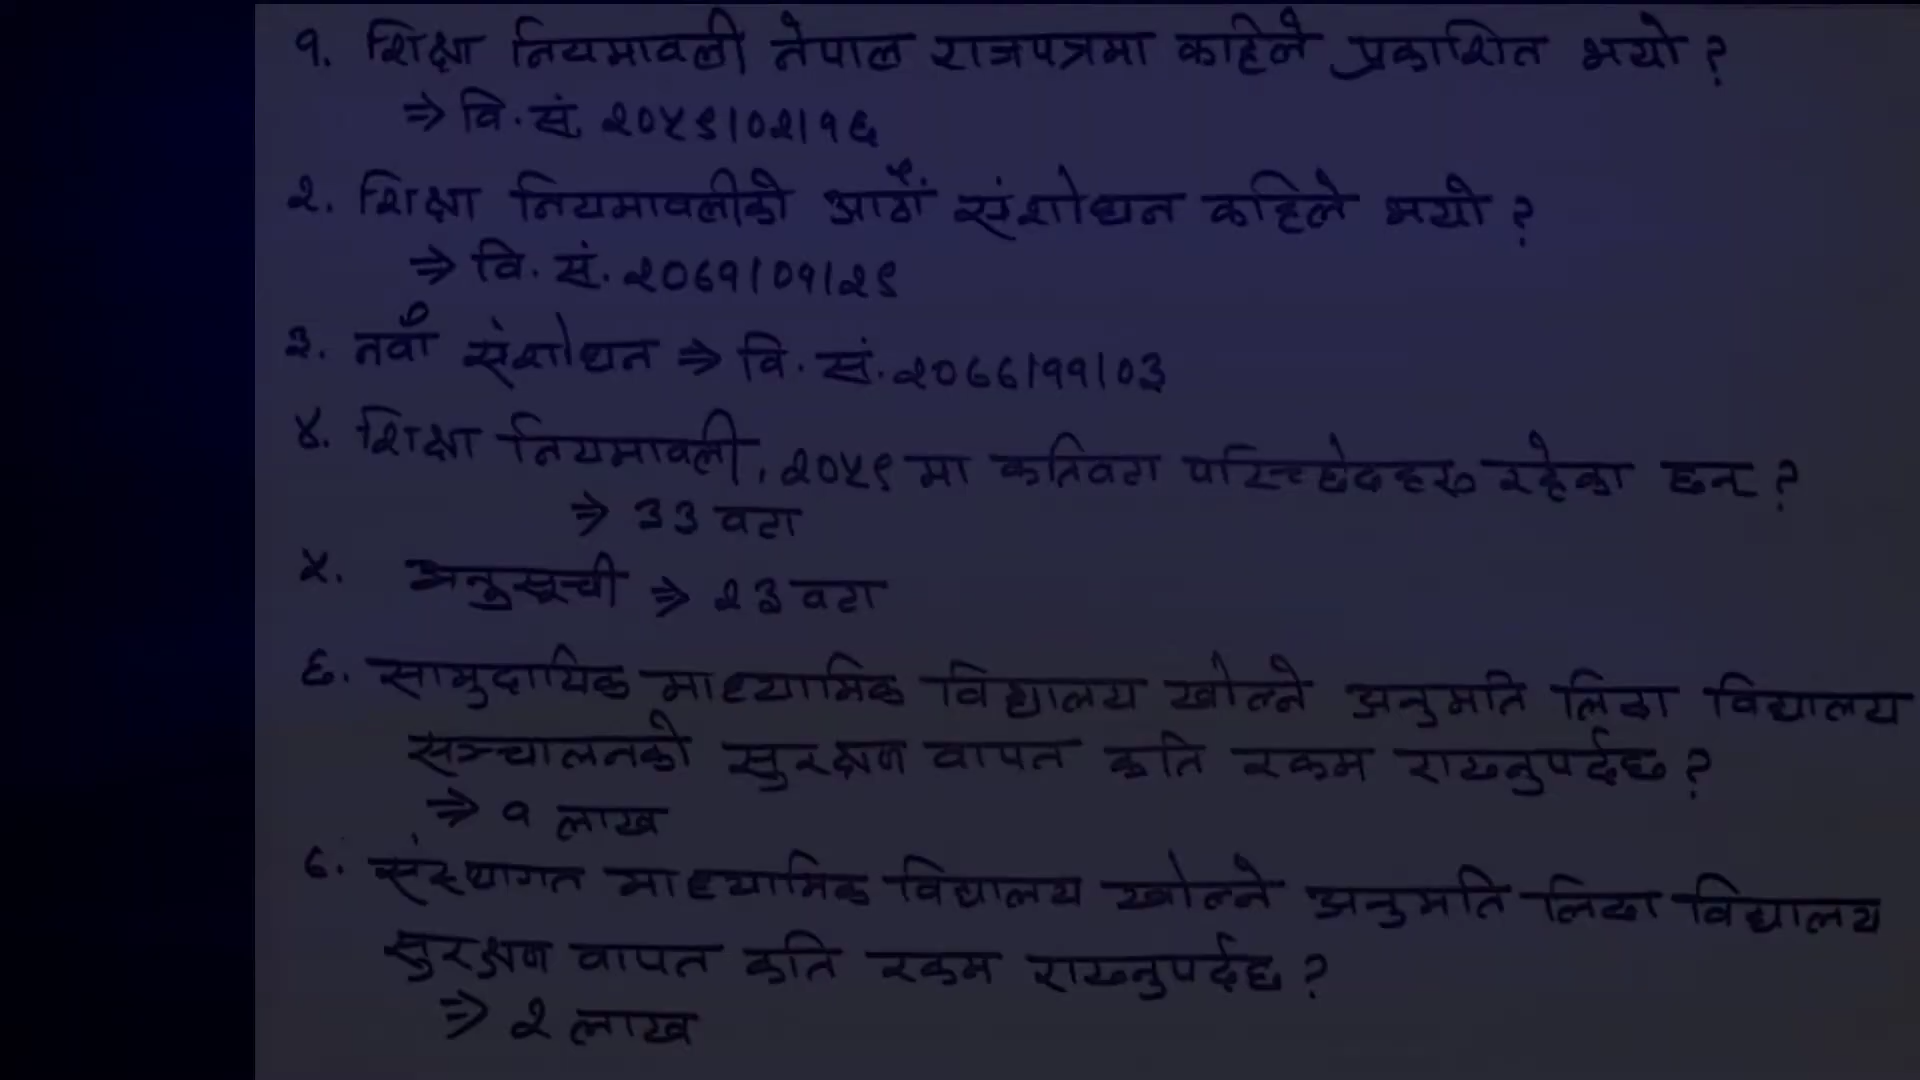 १. शिक्षा नियमावली नेपाल राजपत्रमा कहिले प्रकाशित भयो ?
⇒ वि.सं. २०५९।०२।१६
२. शिक्षा नियमावलीको आठौँ संशोधन कहिले भयो ?
⇒ वि.सं. २०७१।०१।२९
३. नवौँ संशोधन ⇒ वि.सं. २०७७।११।०३
४. शिक्षा नियमावली, २०५९ मा कतिवटा परिच्छेदहरु रहेका छन् ?
⇒ ३३ वटा
५. अनुसूची ⇒ २३ वटा
६. सामुदायिक माध्यामिक विद्यालय खोल्ने अनुमति लिदा विद्यालय
सञ्चालनको सुरक्षण वापत कति रकम राख्नुपर्दछ ?
⇒ १ लाख
७. संस्थागत माध्यामिक विद्यालय खोल्ने अनुमति लिदा विद्यालय
सुरक्षण वापत कति रकम राख्नुपर्दछ ?
⇒ २ लाख